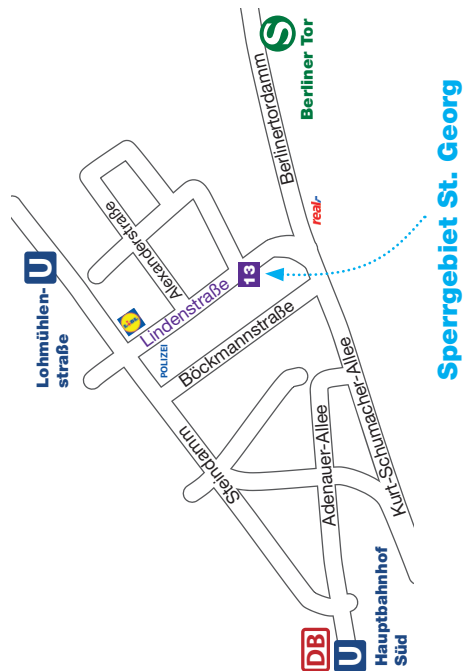 S
Berliner Tor
Berlinertordamm
real,-
Sperrgebiet St. Georg
U
Lohmühlen-
straße
Alexanderstraße
LIDL
Lindenstraße
13
POLIZEI
Böckmannstraße
Steindamm
Adenauer-Allee
Kurt-Schumacher-Allee
DB
U
Hauptbahnhof
Süd